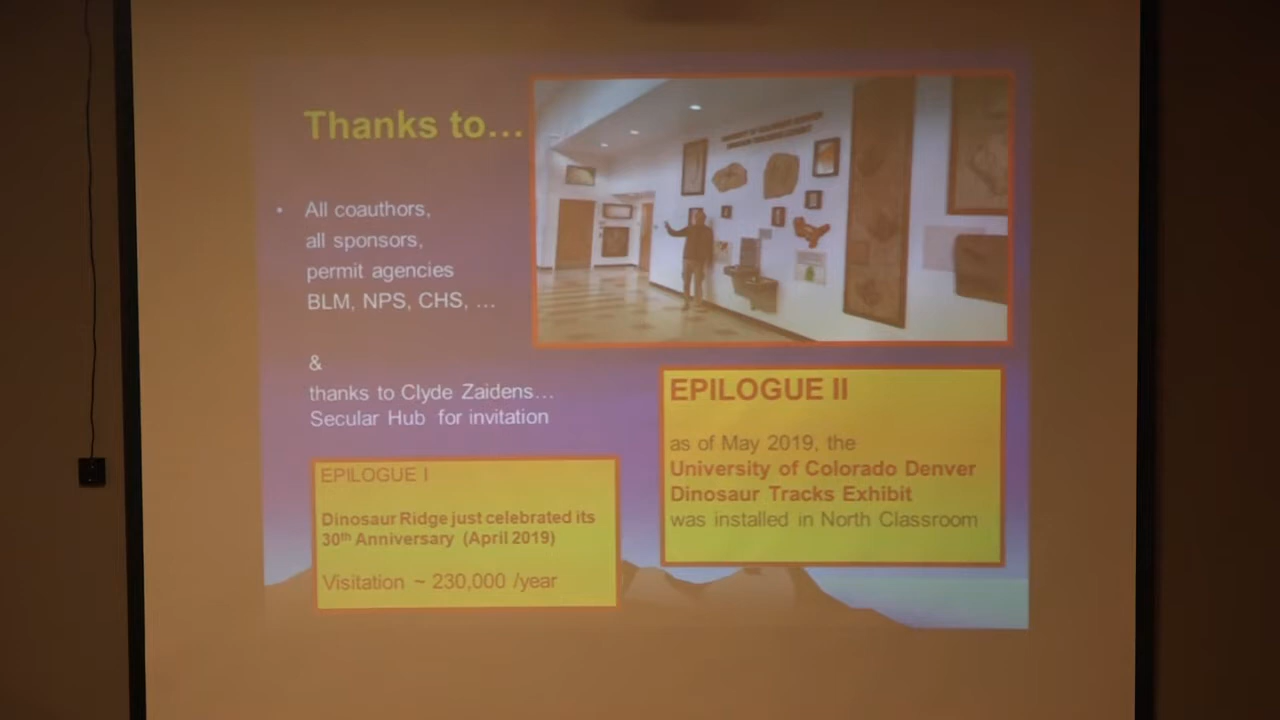 Thanks to...
• All coauthors,
all sponsors,
permit agencies
BLM, NPS, CHS, ...
&
thanks to Clyde Zaidens...
Secular Hub for invitation
EPILOGUE I
Dinosaur Ridge just celebrated its
30th Anniversary (April 2019)
Visitation ~ 230,000 /year
EPILOGUE II
as of May 2019, the
University of Colorado Denver
Dinosaur Tracks Exhibit
was installed in North Classroom